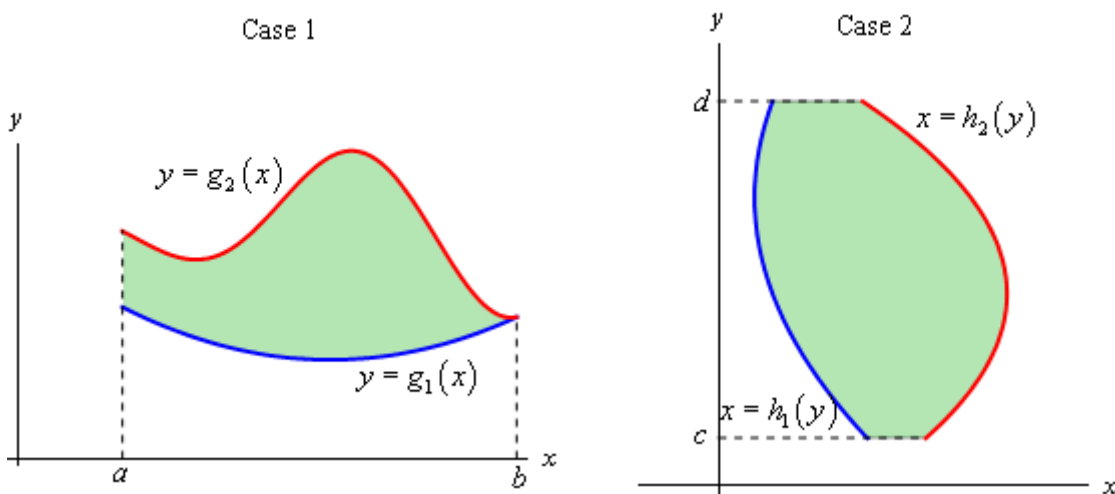 Case 1
y
y = g₂(x)
y = g₁(x)
a
b
x
Case 2
y
d
x = h₂(y)
x = h₁(y)
c
x